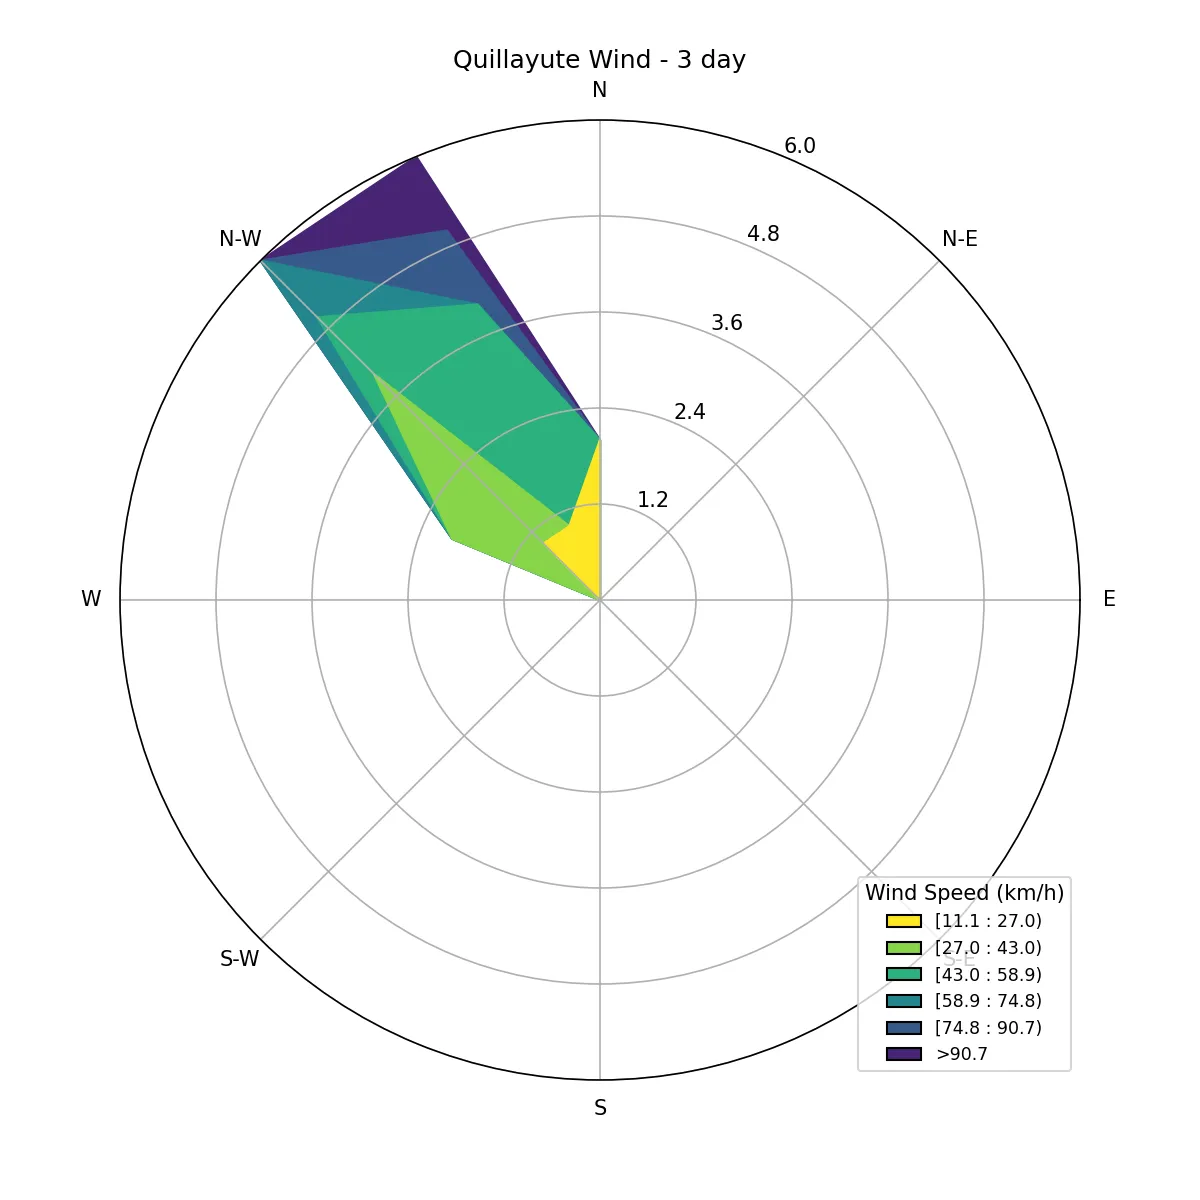 Quillayute Wind - 3 day
N
6.0
N-W
N-E
4.8
3.6
2.4
1.2
W
E
S-W
S-E
S
Wind Speed (km/h)
[11.1 : 27.0)
[27.0 : 43.0)
[43.0 : 58.9)
[58.9 : 74.8)
[74.8 : 90.7)
>90.7